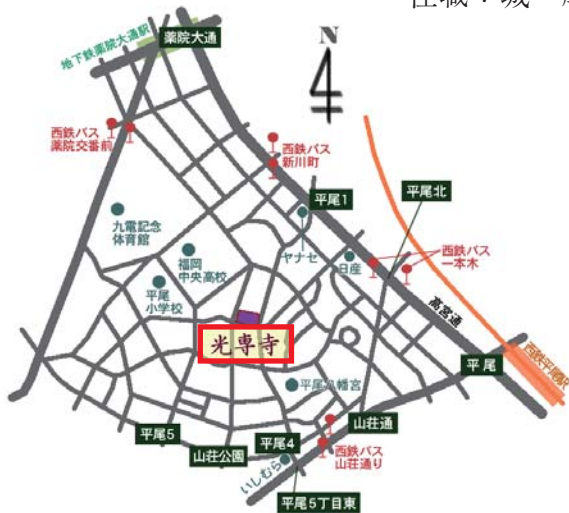 住職・城
N
地下鉄薬院大通駅
薬院大通
西鉄バス
薬院交番前
西鉄バス
新川町
平尾1
平尾北
九電記念
体育館
ヤナセ
福岡
中央高校
日産
西鉄バス
一本木
平尾
小学校
高宮通
光専寺
西鉄平尾駅
平尾
平尾八幡宮
平尾5
山荘公園
平尾4
山荘通
西鉄バス
山荘通り
いしむら
平尾5丁目東